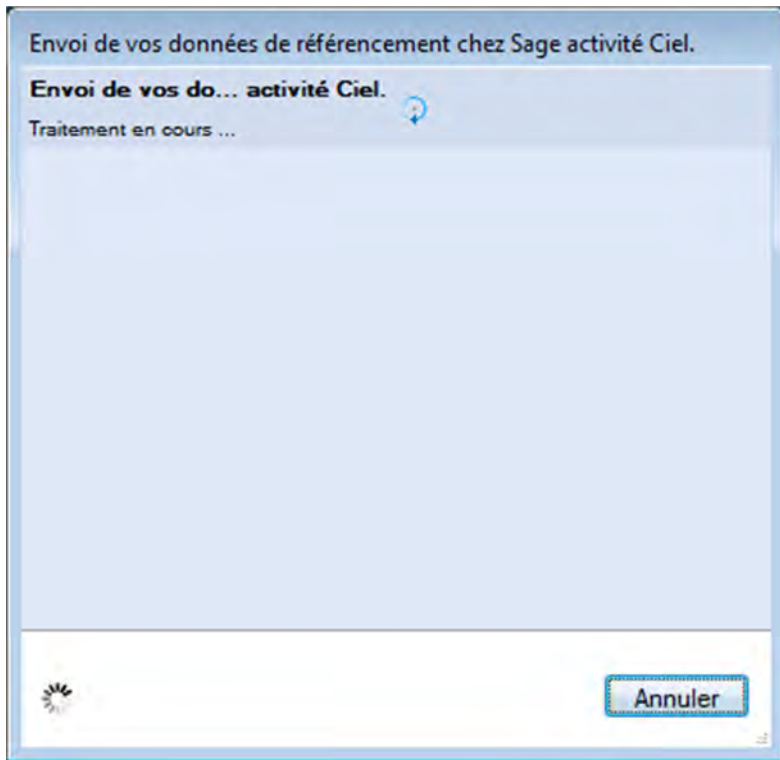 Envoi de vos données de référencement chez Sage activité Ciel.
Envoi de vos do... activité Ciel.
Traitement en cours ...
Annuler